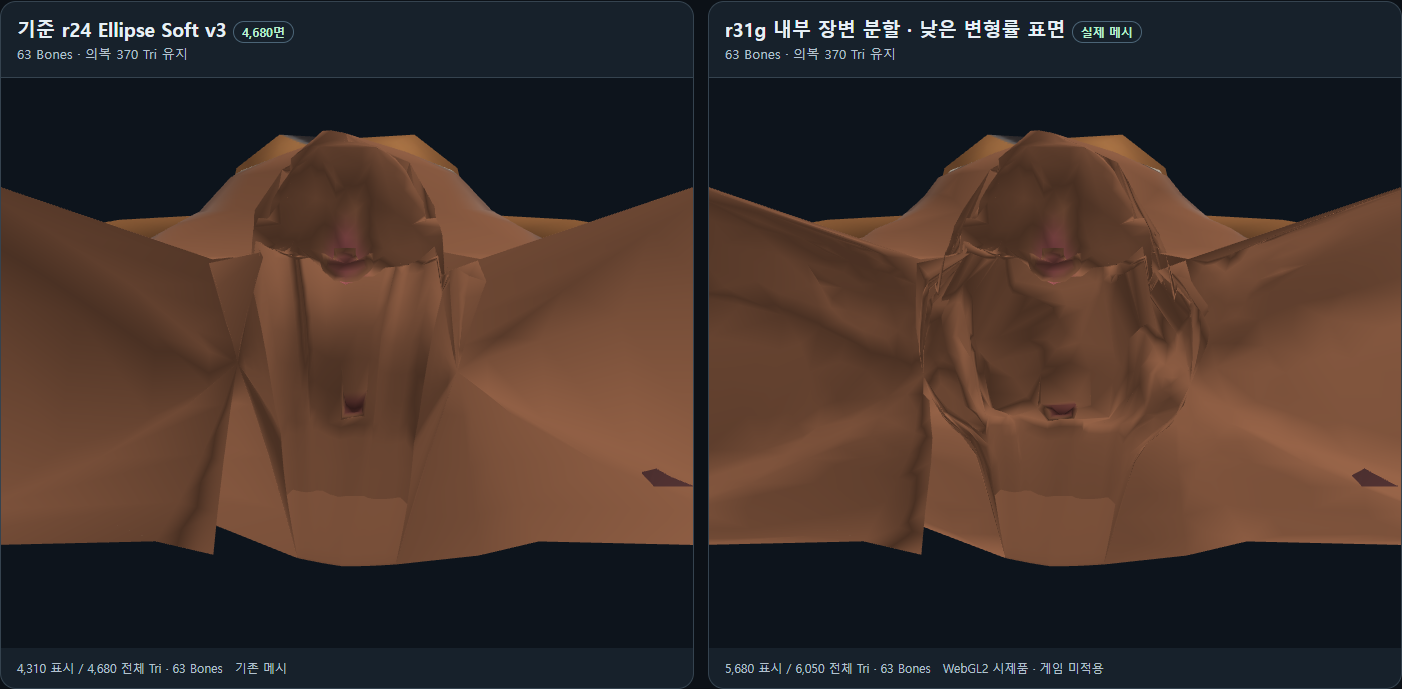 기준 r24 Ellipse Soft v3 4,680면
63 Bones · 의복 370 Tri 유지
4,310 표시 / 4,680 전체 Tri · 63 Bones 기존 메시
r31g 내부 장변 분할 · 낮은 변형률 표면 실제 메시
63 Bones · 의복 370 Tri 유지
5,680 표시 / 6,050 전체 Tri · 63 Bones WebGL2 시제품 · 게임 미적용